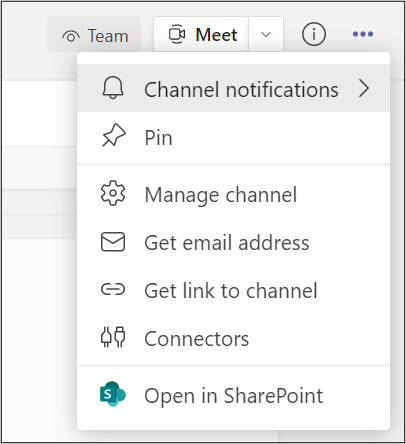 Team Meet
Channel notifications
Pin
Manage channel
Get email address
Get link to channel
Connectors
S Open in SharePoint